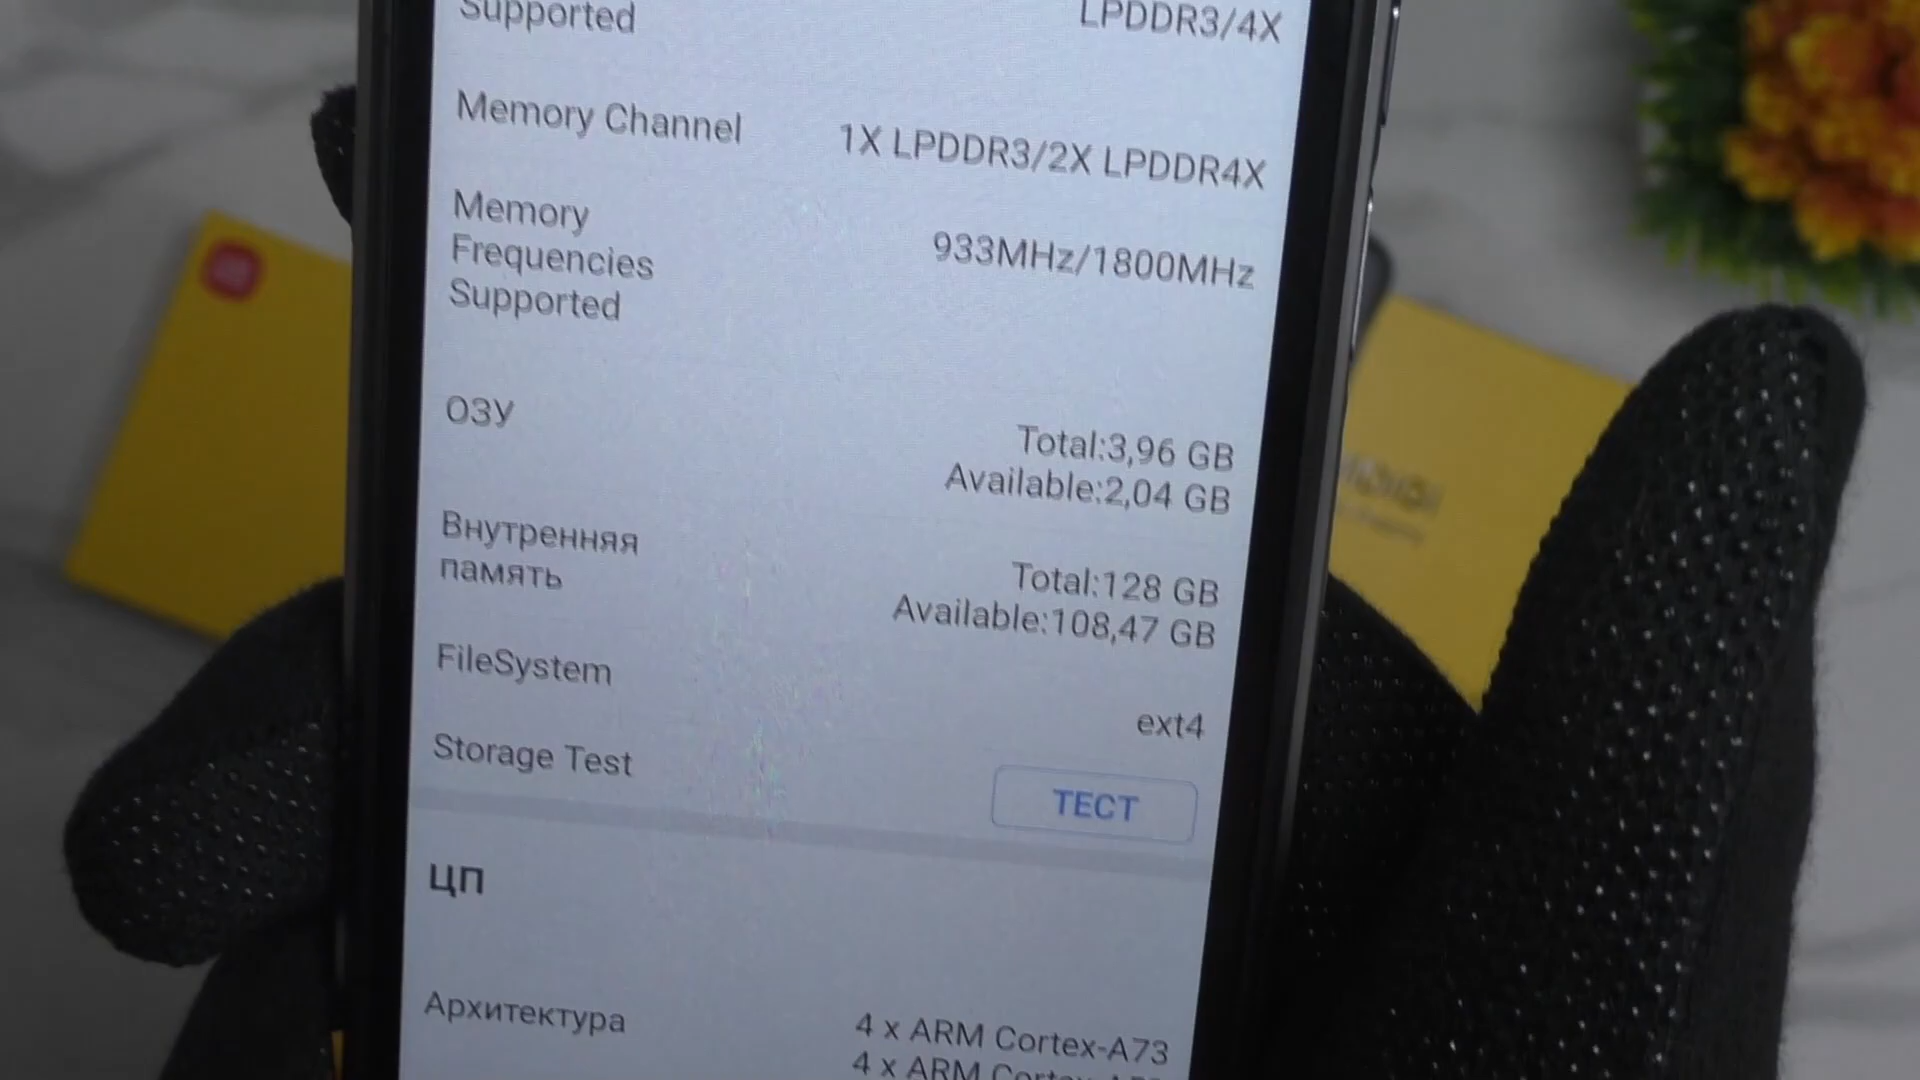 Supported
LPDDR3/4X
Memory Channel
1X LPDDR3/2X LPDDR4X
Memory
Frequencies
Supported
933MHz/1800MHz
ОЗУ
Total:3,96 GB
Available:2,04 GB
Внутренняя
память
Total:128 GB
Available:108,47 GB
FileSystem
ext4
Storage Test
ТЕСТ
ЦП
Архитектура
4 x ARM Cortex-A73
4 x ARM